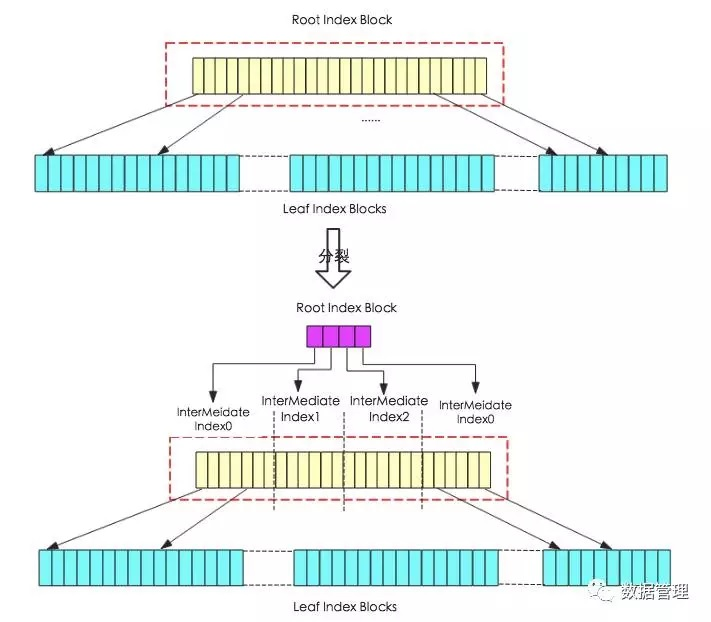 Root Index Block
......
Leaf Index Blocks
分裂
Root Index Block
InterMeidate
Index0
InterMediate
Index1
InterMediate
Index2
InterMeidate
Index0
Leaf Index Blocks
数据管理